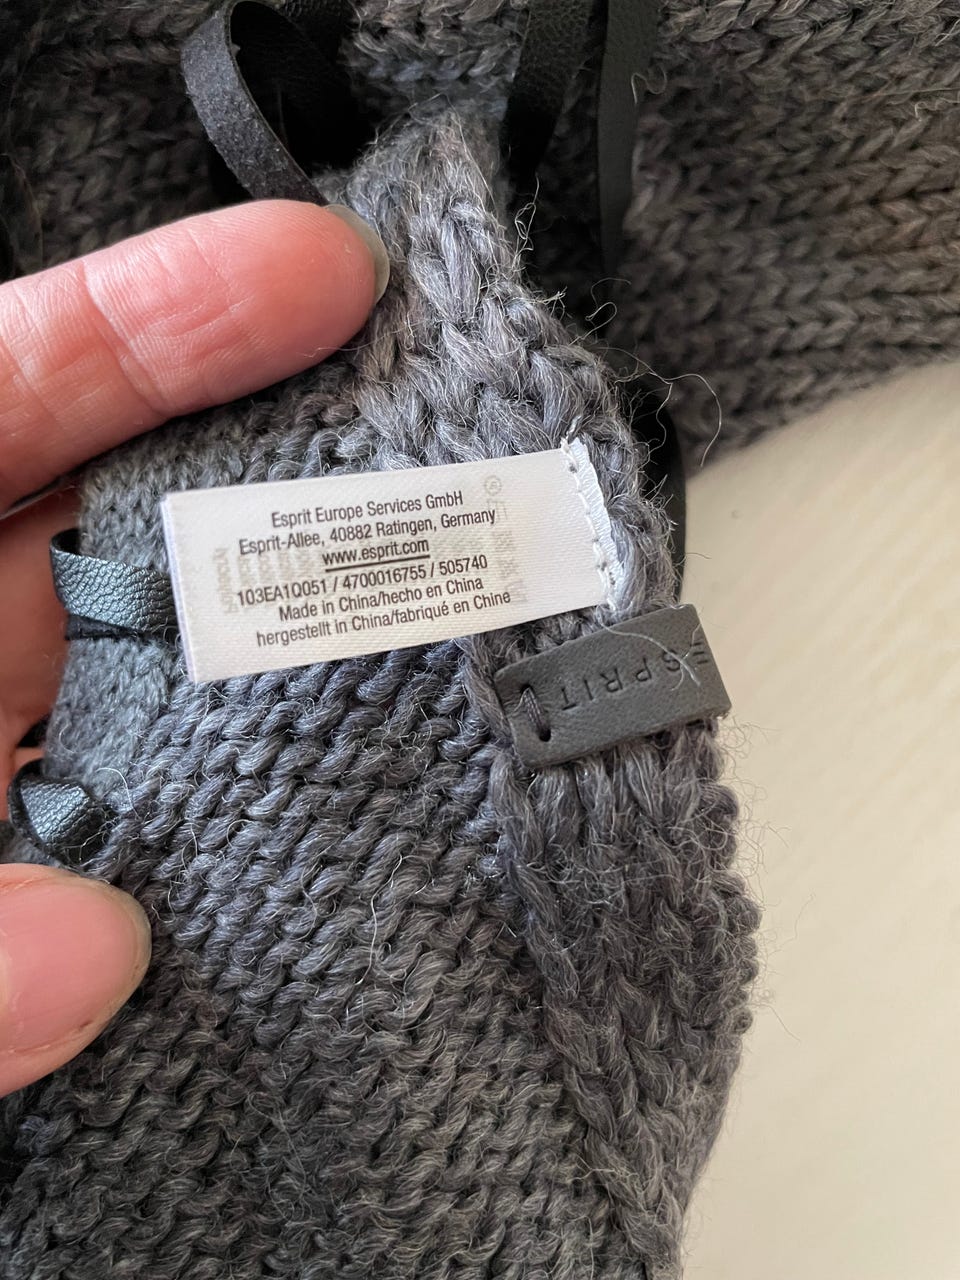 Esprit Europe Services GmbH
Esprit-Allee, 40882 Ratingen, Germany
www.esprit.com
103EA1Q051 / 4700016755 / 505740
Made in China/hecho en China
hergestellt in China/fabriqué en Chine
ESPRIT